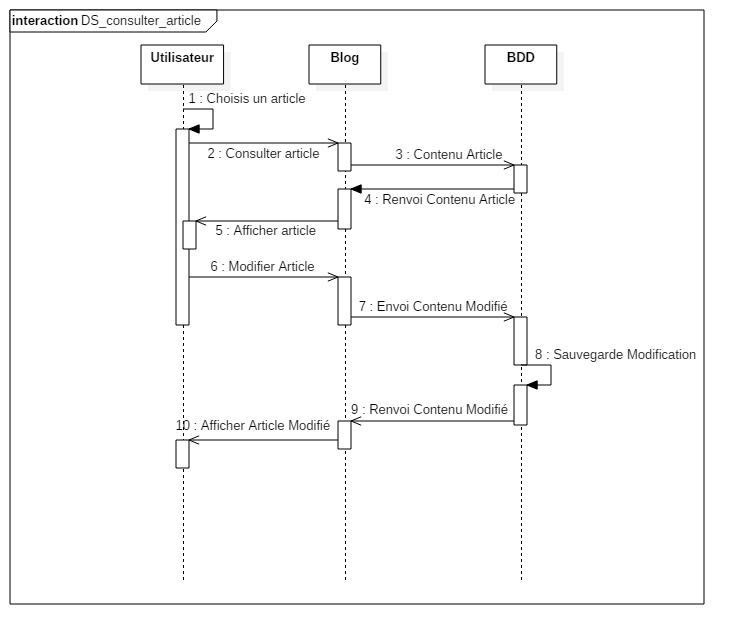 interaction DS_consulter_article
Utilisateur
Blog
BDD
1 : Choisis un article
2 : Consulter article
3 : Contenu Article
4 : Renvoi Contenu Article
5 : Afficher article
6 : Modifier Article
7 : Envoi Contenu Modifié
8 : Sauvegarde Modification
9 : Renvoi Contenu Modifié
10 : Afficher Article Modifié